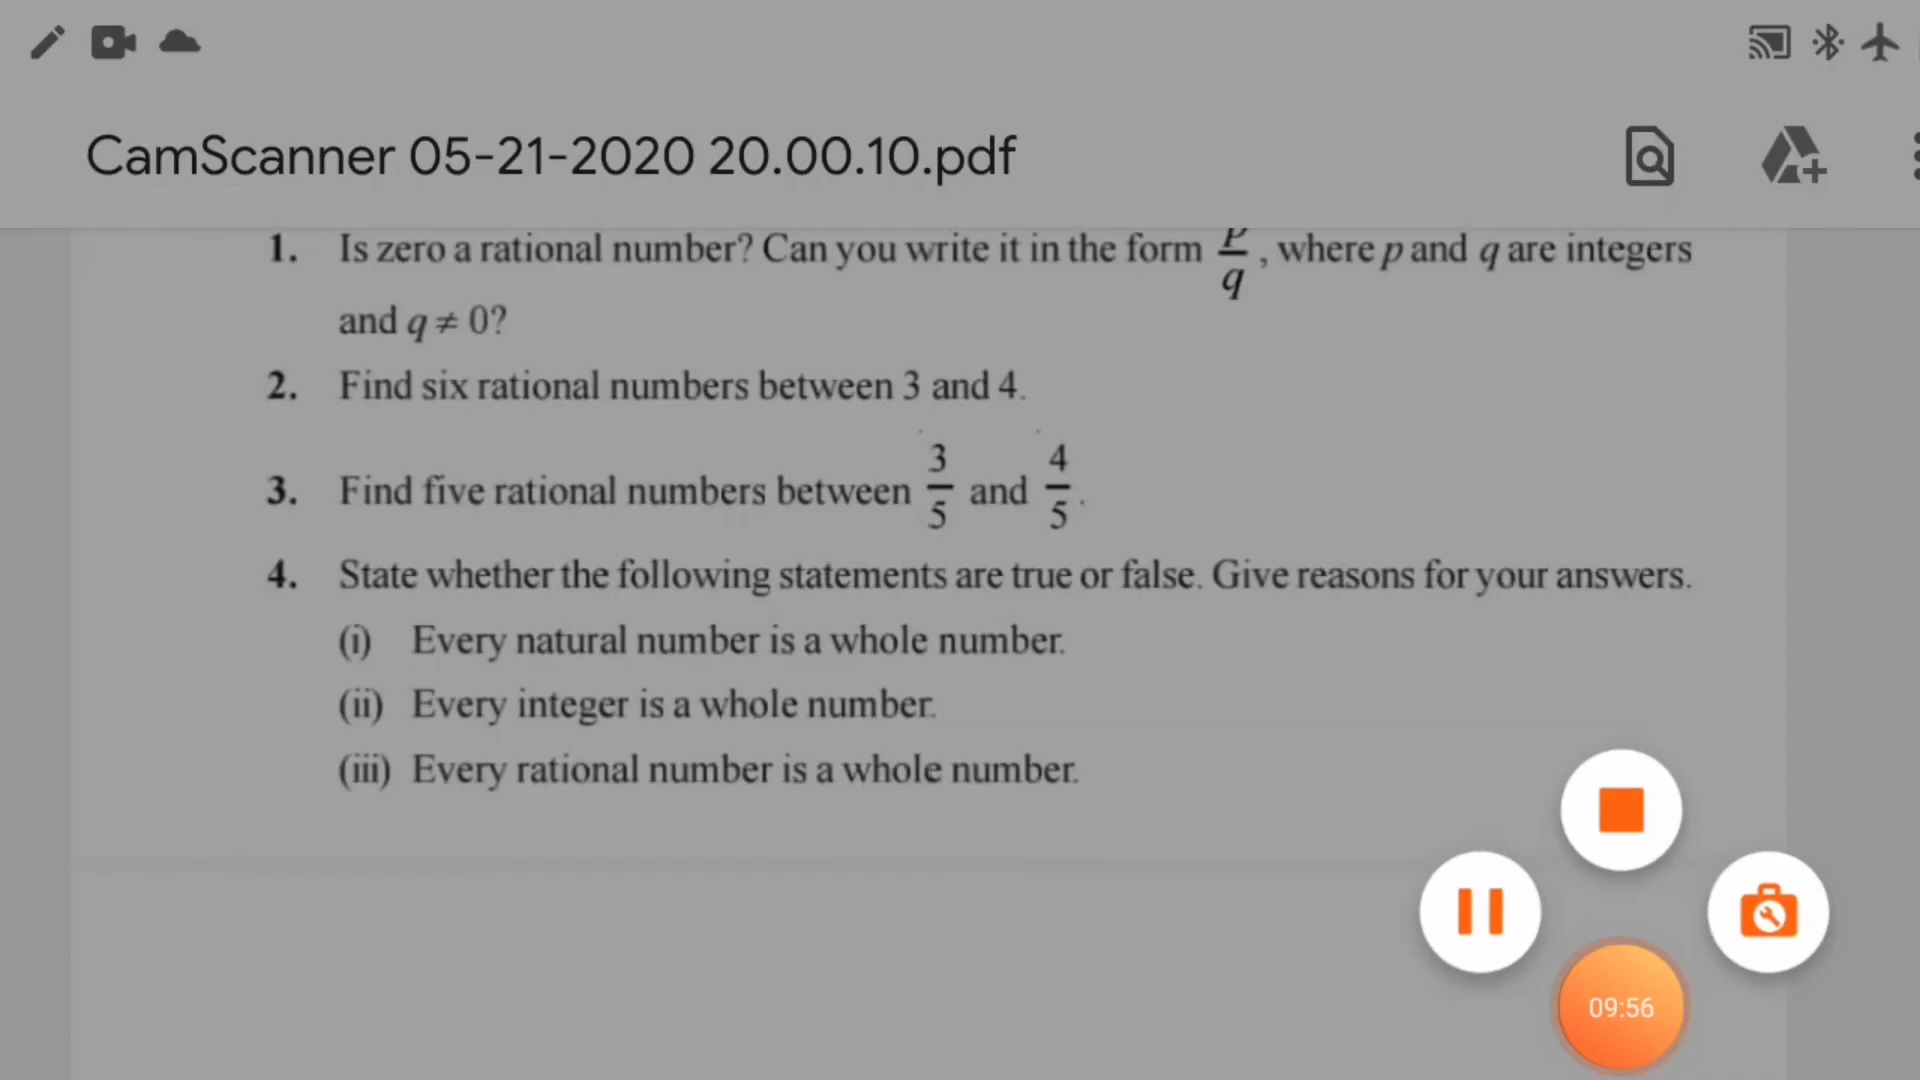 CamScanner 05-21-2020 20.00.10.pdf
1. Is zero a rational number? Can you write it in the form p/q, where p and q are integers
and q ≠ 0?
2. Find six rational numbers between 3 and 4.
3. Find five rational numbers between 3/5 and 4/5.
4. State whether the following statements are true or false. Give reasons for your answers.
(i) Every natural number is a whole number.
(ii) Every integer is a whole number.
(iii) Every rational number is a whole number.
09:56